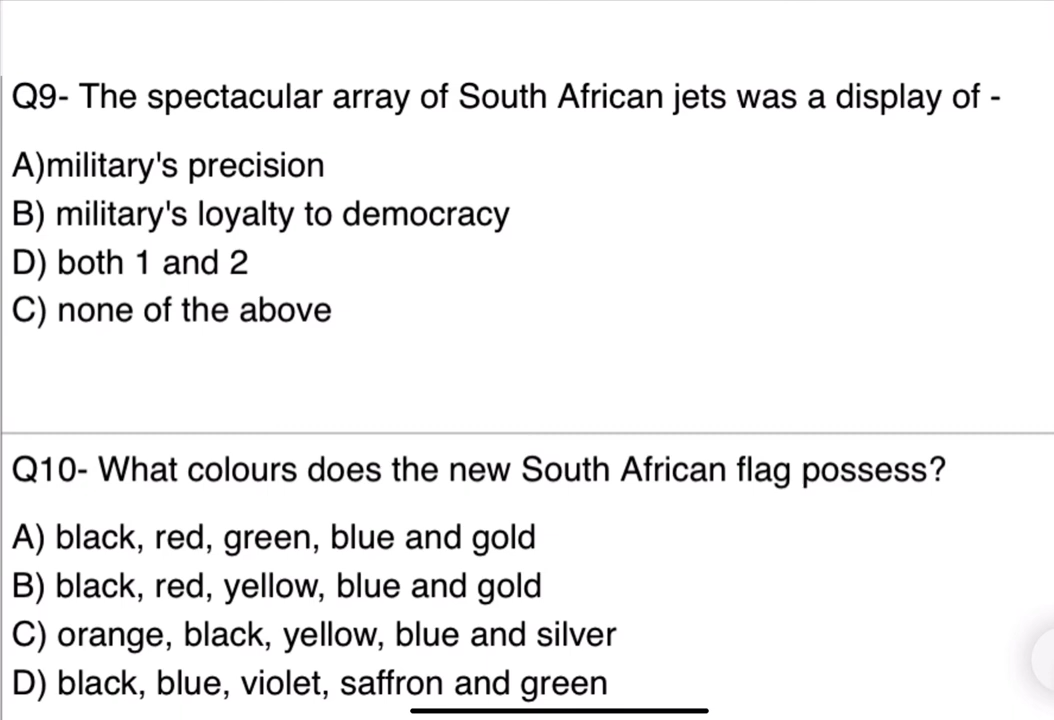 Q9- The spectacular array of South African jets was a display of -
A)military's precision
B) military's loyalty to democracy
D) both 1 and 2
C) none of the above
Q10- What colours does the new South African flag possess?
A) black, red, green, blue and gold
B) black, red, yellow, blue and gold
C) orange, black, yellow, blue and silver
D) black, blue, violet, saffron and green